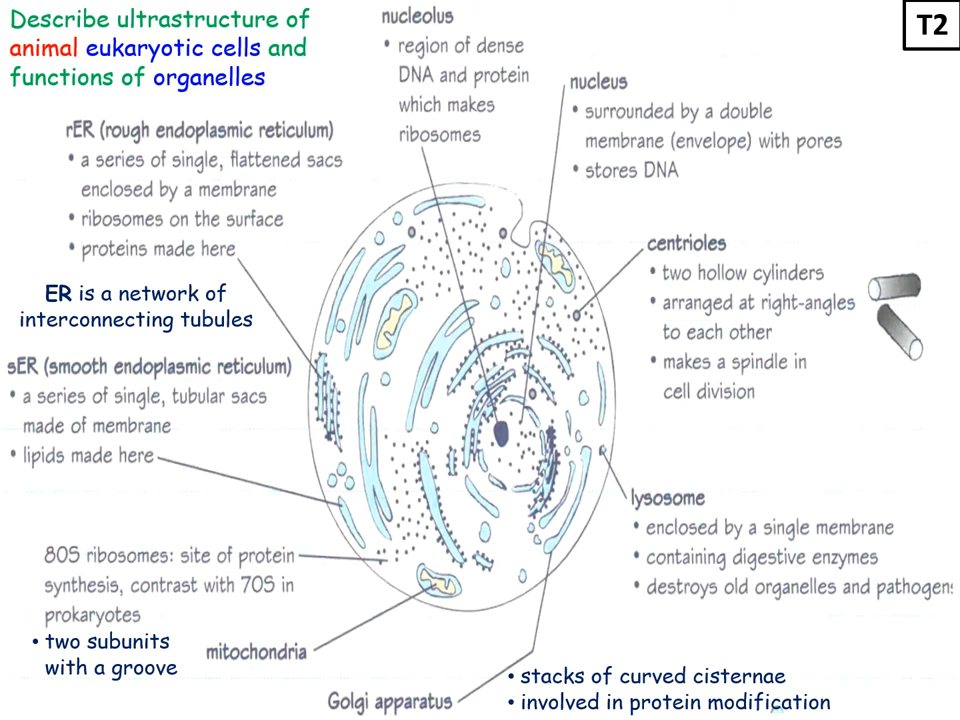 Describe ultrastructure of
animal eukaryotic cells and
functions of organelles
T2
nucleolus
• region of dense
DNA and protein
which makes
ribosomes
nucleus
• surrounded by a double
membrane (envelope) with pores
• stores DNA
rER (rough endoplasmic reticulum)
• a series of single, flattened sacs
enclosed by a membrane
• ribosomes on the surface
• proteins made here
centrioles
• two hollow cylinders
• arranged at right-angles
to each other
• makes a spindle in
cell division
ER is a network of
interconnecting tubules
sER (smooth endoplasmic reticulum)
• a series of single, tubular sacs
made of membrane
• lipids made here
lysosome
• enclosed by a single membrane
• containing digestive enzymes
• destroys old organelles and pathogens
80S ribosomes: site of protein
synthesis, contrast with 70S in
prokaryotes
• two subunits
with a groove
mitochondria
Golgi apparatus
• stacks of curved cisternae
• involved in protein modification